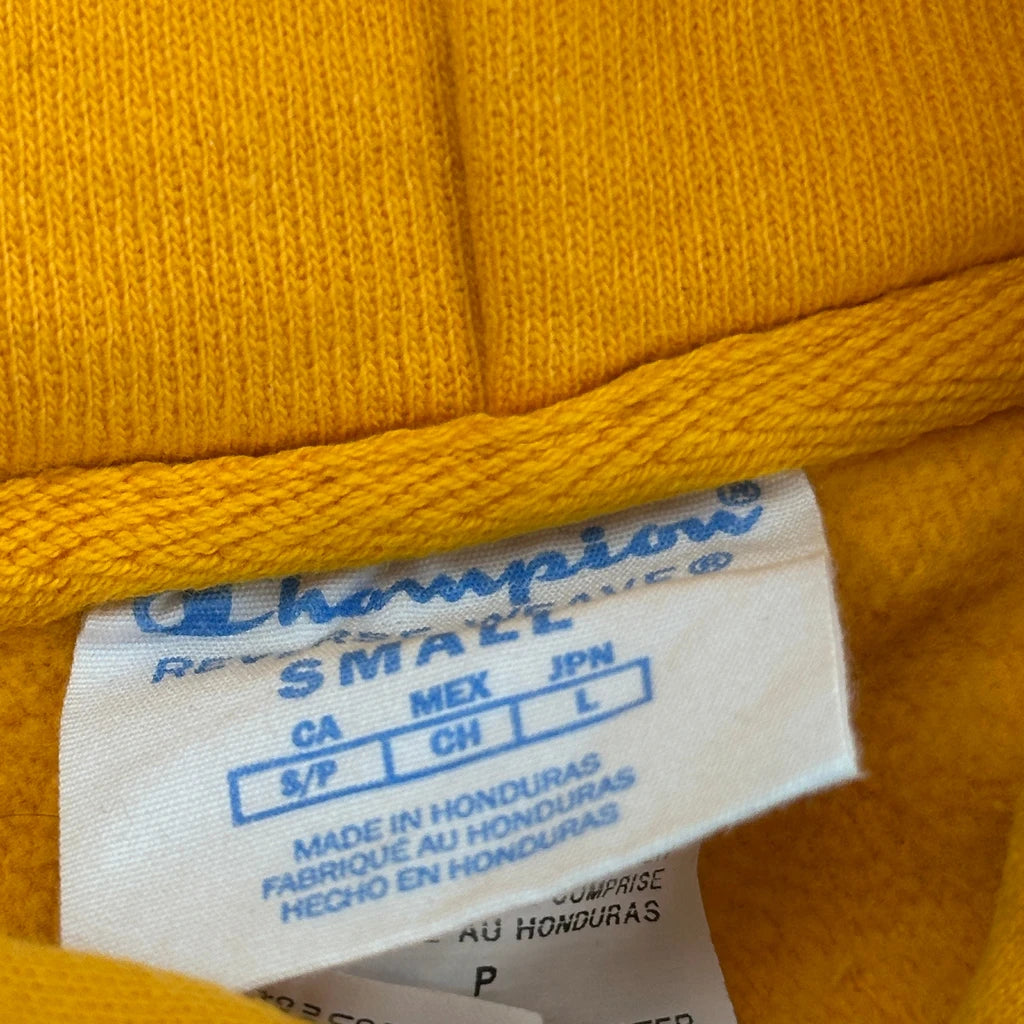 Champion®
REVERSE WEAVE®
SMALL
CA MEX JPN
S/P CH L
MADE IN HONDURAS
FABRIQUÉ AU HONDURAS
HECHO EN HONDURAS
COMPRISE
AU HONDURAS
P